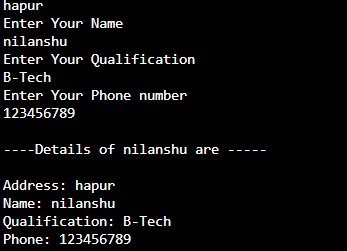 hapur
Enter Your Name
nilanshu
Enter Your Qualification
B-Tech
Enter Your Phone number
123456789
----Details of nilanshu are -----
Address: hapur
Name: nilanshu
Qualification: B-Tech
Phone: 123456789